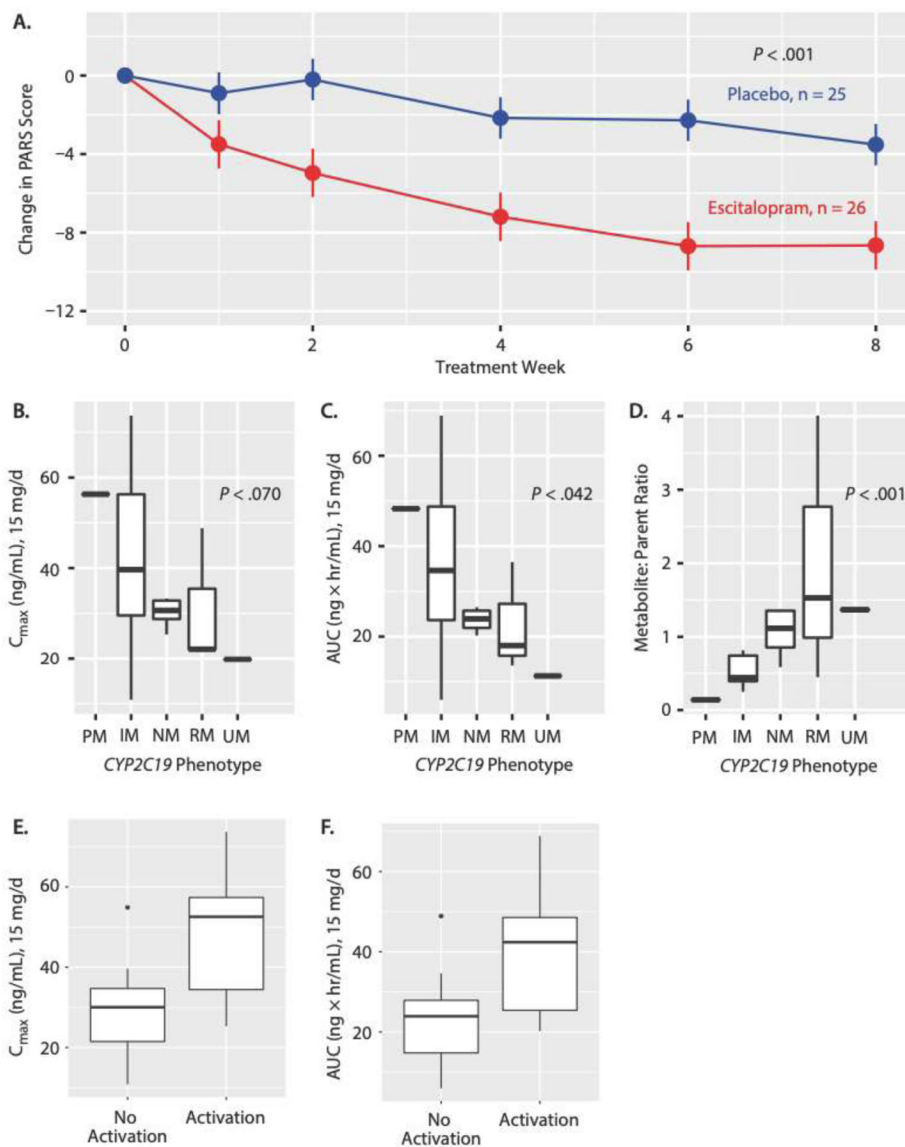 A.
P < .001
Placebo, n = 25
Escitalopram, n = 26
Change in PARS Score
0
−4
−8
−12
0 2 4 6 8
Treatment Week
B.
Cmax (ng/mL), 15 mg/d
60
40
20
P < .070
PM IM NM RM UM
CYP2C19 Phenotype
C.
AUC (ng × hr/mL), 15 mg/d
60
40
20
P < .042
PM IM NM RM UM
CYP2C19 Phenotype
D.
Metabolite: Parent Ratio
4
3
2
1
0
P < .001
PM IM NM RM UM
CYP2C19 Phenotype
E.
Cmax (ng/mL), 15 mg/d
60
40
20
No
Activation
Activation
F.
AUC (ng × hr/mL), 15 mg/d
60
40
20
No
Activation
Activation